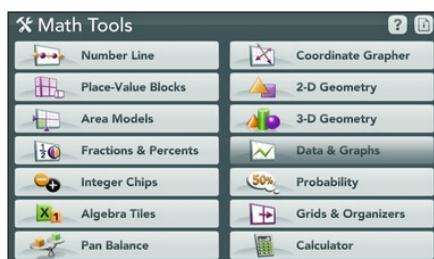 Math Tools ?
Number Line
Coordinate Grapher
Place-Value Blocks
2-D Geometry
Area Models
3-D Geometry
Fractions & Percents
Data & Graphs
Integer Chips
50% Probability
X 1 Algebra Tiles
Grids & Organizers
Pan Balance
Calculator